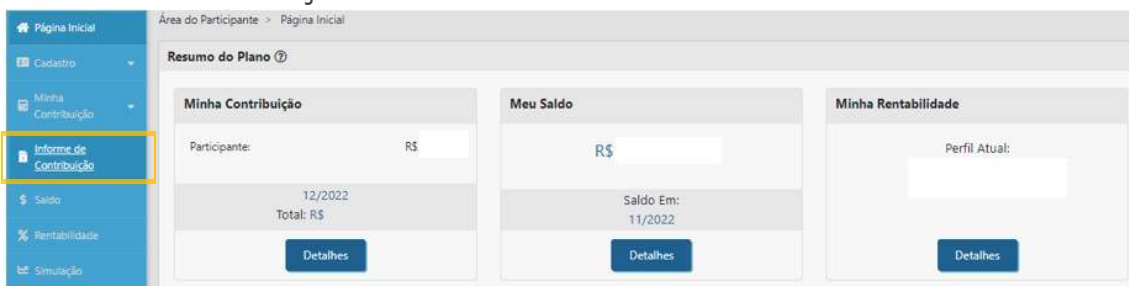 Página Inicial
Cadastro
Minha
Contribuição
Informe de
Contribuição
Saldo
Rentabilidade
Simulação
Área do Participante > Página Inicial
Resumo do Plano ?
Minha Contribuição
Participante: R$
12/2022
Total: R$
Detalhes
Meu Saldo
R$
Saldo Em:
11/2022
Detalhes
Minha Rentabilidade
Perfil Atual:
Detalhes